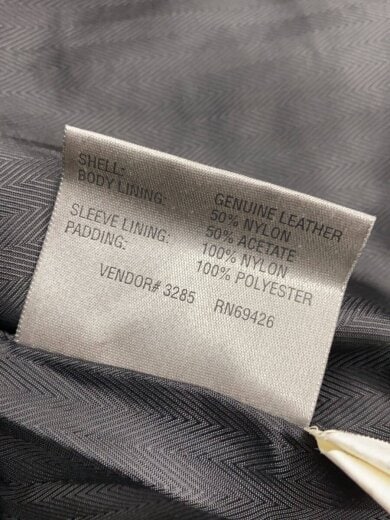 SHELL- GENUINE LEATHER
BODY LINING: 50% NYLON
50% ACETATE
SLEEVE LINING: 100% NYLON
PADDING: 100% POLYESTER
VENDOR# 3285 RN69426